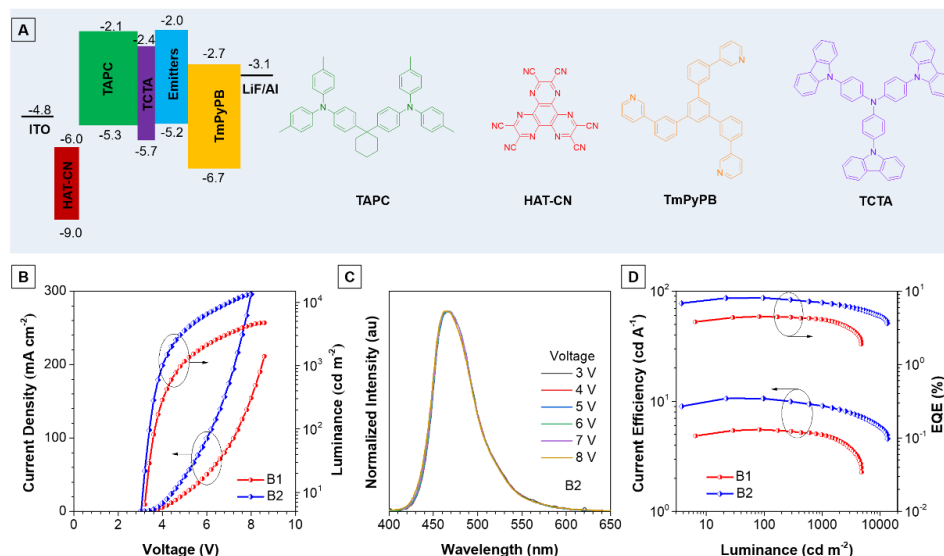 A
-2.1
-2.0
-2.4
-2.7
-3.1
LiF/Al
TAPC
TCTA
Emitters
TmPyPB
-4.8
ITO
-5.3
-5.2
-5.7
-6.0
-6.7
HAT-CN
-9.0
N
N
TAPC
CN
CN
N
N
CN
N
N
CN
CN
N
N
CN
HAT-CN
N
N
N
TmPyPB
N
N
N
N
TCTA
B
Current Density (mA cm-2)
300
200
100
0
0
2
4
6
8
10
Voltage (V)
Luminance (cd m-2)
10^4
10^3
10^2
10^1
B1
B2
C
Normalized Intensity (au)
Voltage
3 V
4 V
5 V
6 V
7 V
8 V
B2
400
450
500
550
600
650
Wavelength (nm)
D
Current Efficiency (cd A-1)
10^2
10^1
10^0
10
100
1000
10000
Luminance (cd m-2)
EQE (%)
10^1
10^0
10^-1
10^-2
B1
B2